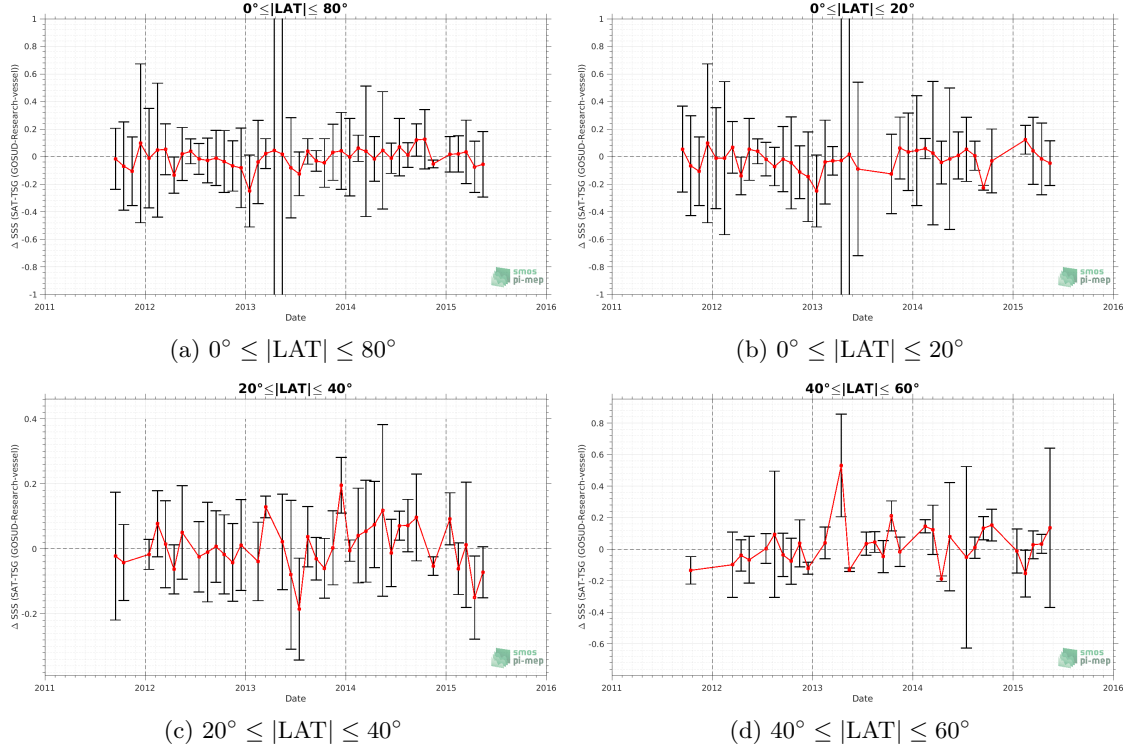 0°≤|LAT|≤ 80°
Δ SSS (SAT-TSG (GOSUD-Research-vessel))
1
0.8
0.6
0.4
0.2
0
-0.2
-0.4
-0.6
-0.8
-1
2011 2012 2013 2014 2015 2016
Date
smos
pi-mep
(a) 0° ≤ |LAT| ≤ 80°
0°≤|LAT|≤ 20°
Δ SSS (SAT-TSG (GOSUD-Research-vessel))
1
0.8
0.6
0.4
0.2
0
-0.2
-0.4
-0.6
-0.8
-1
2011 2012 2013 2014 2015 2016
Date
smos
pi-mep
(b) 0° ≤ |LAT| ≤ 20°
20°≤|LAT|≤ 40°
Δ SSS (SAT-TSG (GOSUD-Research-vessel))
0.4
0.2
0
-0.2
2011 2012 2013 2014 2015 2016
Date
smos
pi-mep
(c) 20° ≤ |LAT| ≤ 40°
40°≤|LAT|≤ 60°
Δ SSS (SAT-TSG (GOSUD-Research-vessel))
0.8
0.6
0.4
0.2
0
-0.2
-0.4
-0.6
2011 2012 2013 2014 2015 2016
Date
smos
pi-mep
(d) 40° ≤ |LAT| ≤ 60°